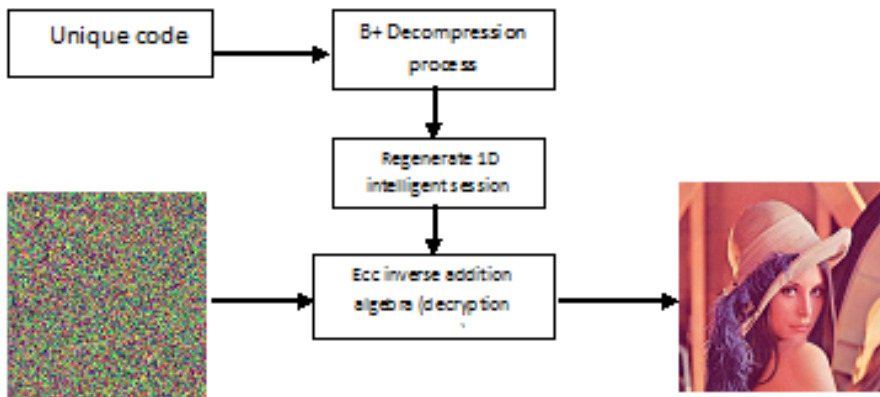 Unique code
B+ Decompression
process
Regenerate 1D
intelligent session
Ecc inverse addition
algebra (decryption